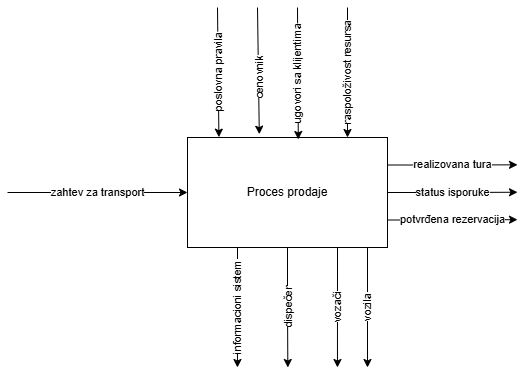 poslovna pravila
cenovnik
ugovori sa klijentima
raspoloživost resursa
zahtev za transport
Proces prodaje
realizovana tura
status isporuke
potvrđena rezervacija
informacioni sistem
dispečer
vozači
vozila